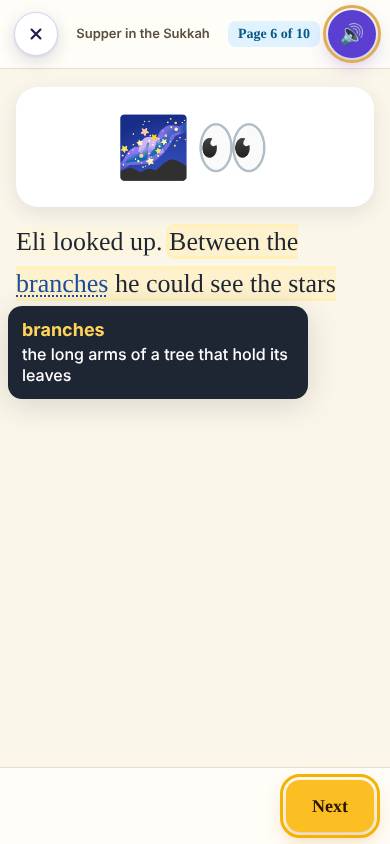 Supper in the Sukkah
Page 6 of 10
Eli looked up. Between the
branches he could see the stars
branches
the long arms of a tree that hold its
leaves
Next